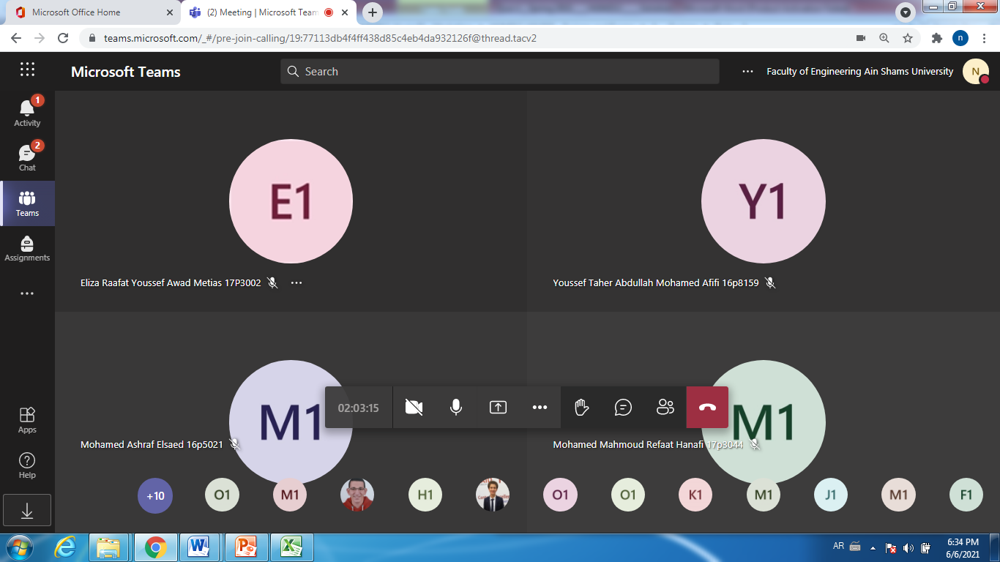 Microsoft Office Home
(2) Meeting | Microsoft Team
teams.microsoft.com/_#/pre-join-calling/19:77113db4f4ff438d85c4eb4da932126f@thread.tacv2
n
Microsoft Teams
Search
Faculty of Engineering Ain Shams University
N
1
Activity
2
Chat
Teams
Assignments
Apps
Help
E1
Eliza Raafat Youssef Awad Metias 17P3002
Y1
Youssef Taher Abdullah Mohamed Afifi 16p8159
M1
Mohamed Ashraf Elsaed 16p5021
M1
Mohamed Mahmoud Refaat Hanafi 17p3044
02:03:15
+10
O1
M1
H1
O1
O1
K1
M1
J1
M1
F1
AR
6:34 PM
6/6/2021